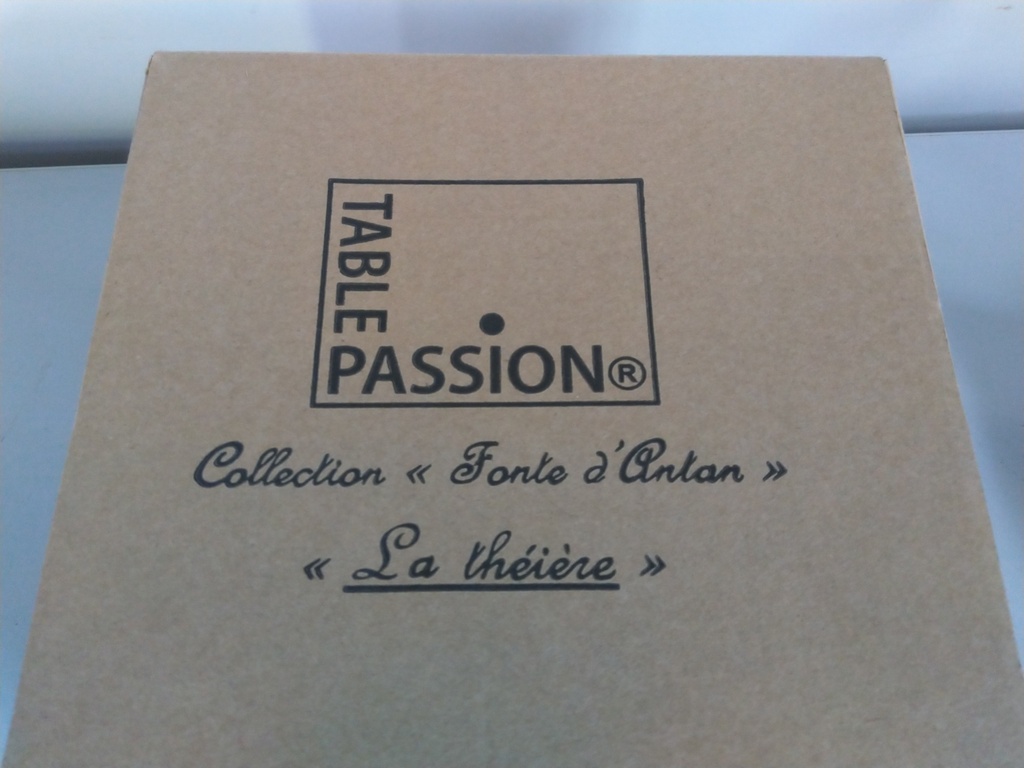 TABLE
PASSION®
Collection « Fonte d'Antan »
« La théière »